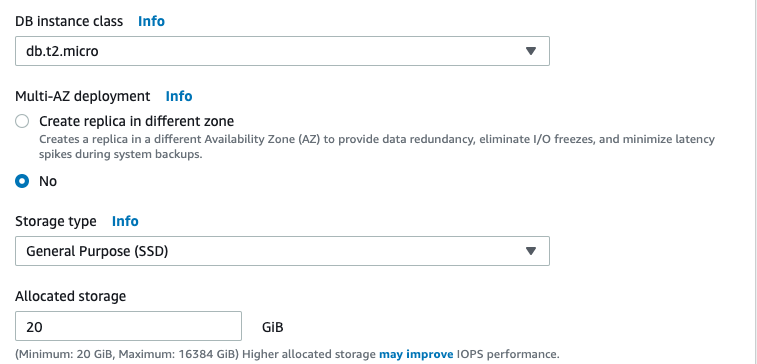 DB instance class Info
db.t2.micro
Multi-AZ deployment Info
Create replica in different zone
Creates a replica in a different Availability Zone (AZ) to provide data redundancy, eliminate I/O freezes, and minimize latency
spikes during system backups.
No
Storage type Info
General Purpose (SSD)
Allocated storage
20 GiB
(Minimum: 20 GiB, Maximum: 16384 GiB) Higher allocated storage may improve IOPS performance.